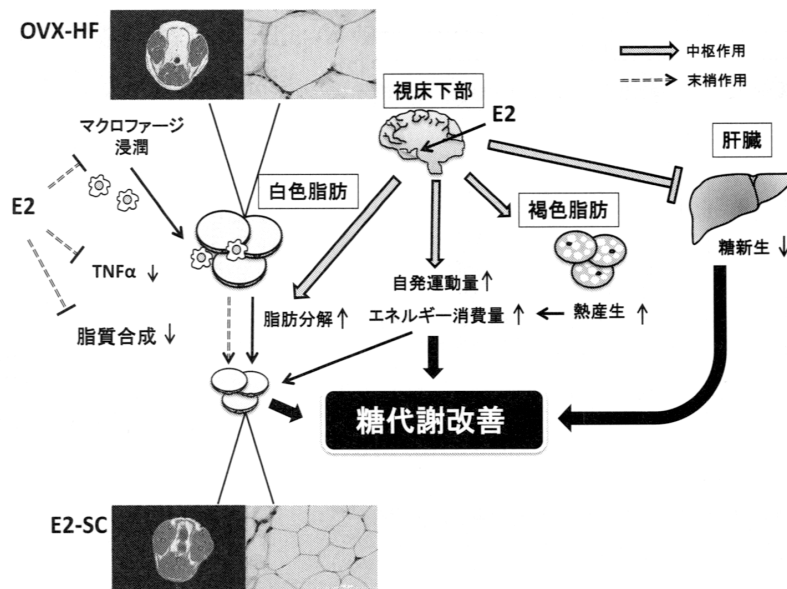 OVX-HF
中枢作用
末梢作用
視床下部
E2
マクロファージ
浸潤
肝臓
E2
白色脂肪
褐色脂肪
TNFα ↓
糖新生 ↓
自発運動量 ↑
脂肪分解 ↑
エネルギー消費量 ↑ ← 熱産生 ↑
脂質合成 ↓
糖代謝改善
E2-SC